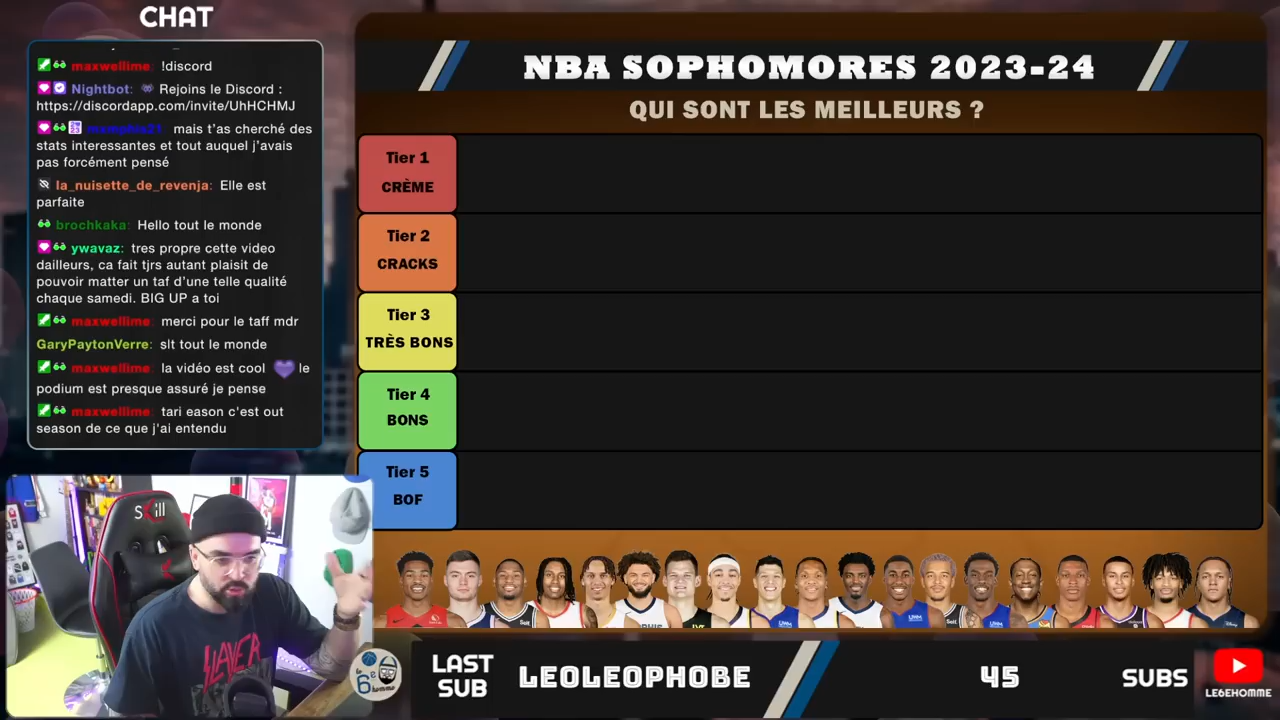 CHAT
maxwellime: !discord
Nightbot: Rejoins le Discord :
https://discordapp.com/invite/UhHCHMJ
mais t'as cherché des
stats interessantes et tout auquel j'avais
pas forcément pensé
la_nuisette_de_revenja: Elle est
parfaite
brochkaka: Hello tout le monde
ywavaz: tres propre cette video
dailleurs, ca fait tjrs autant plaisit de
pouvoir matter un taf d'une telle qualité
chaque samedi. BIG UP a toi
maxwellime: merci pour le taff mdr
GaryPaytonVerre: slt tout le monde
maxwellime: la vidéo est cool le
podium est presque assuré je pense
maxwellime: tari eason c'est out
season de ce que j'ai entendu
NBA SOPHOMORES 2023-24
QUI SONT LES MEILLEURS ?
Tier 1
CRÈME
Tier 2
CRACKS
Tier 3
TRÈS BONS
Tier 4
BONS
Tier 5
BOF
Skill
SLAYER
le
6e
homme
LAST
SUB
LEOLEOPHOBE
45
SUBS
LE6EHOMME